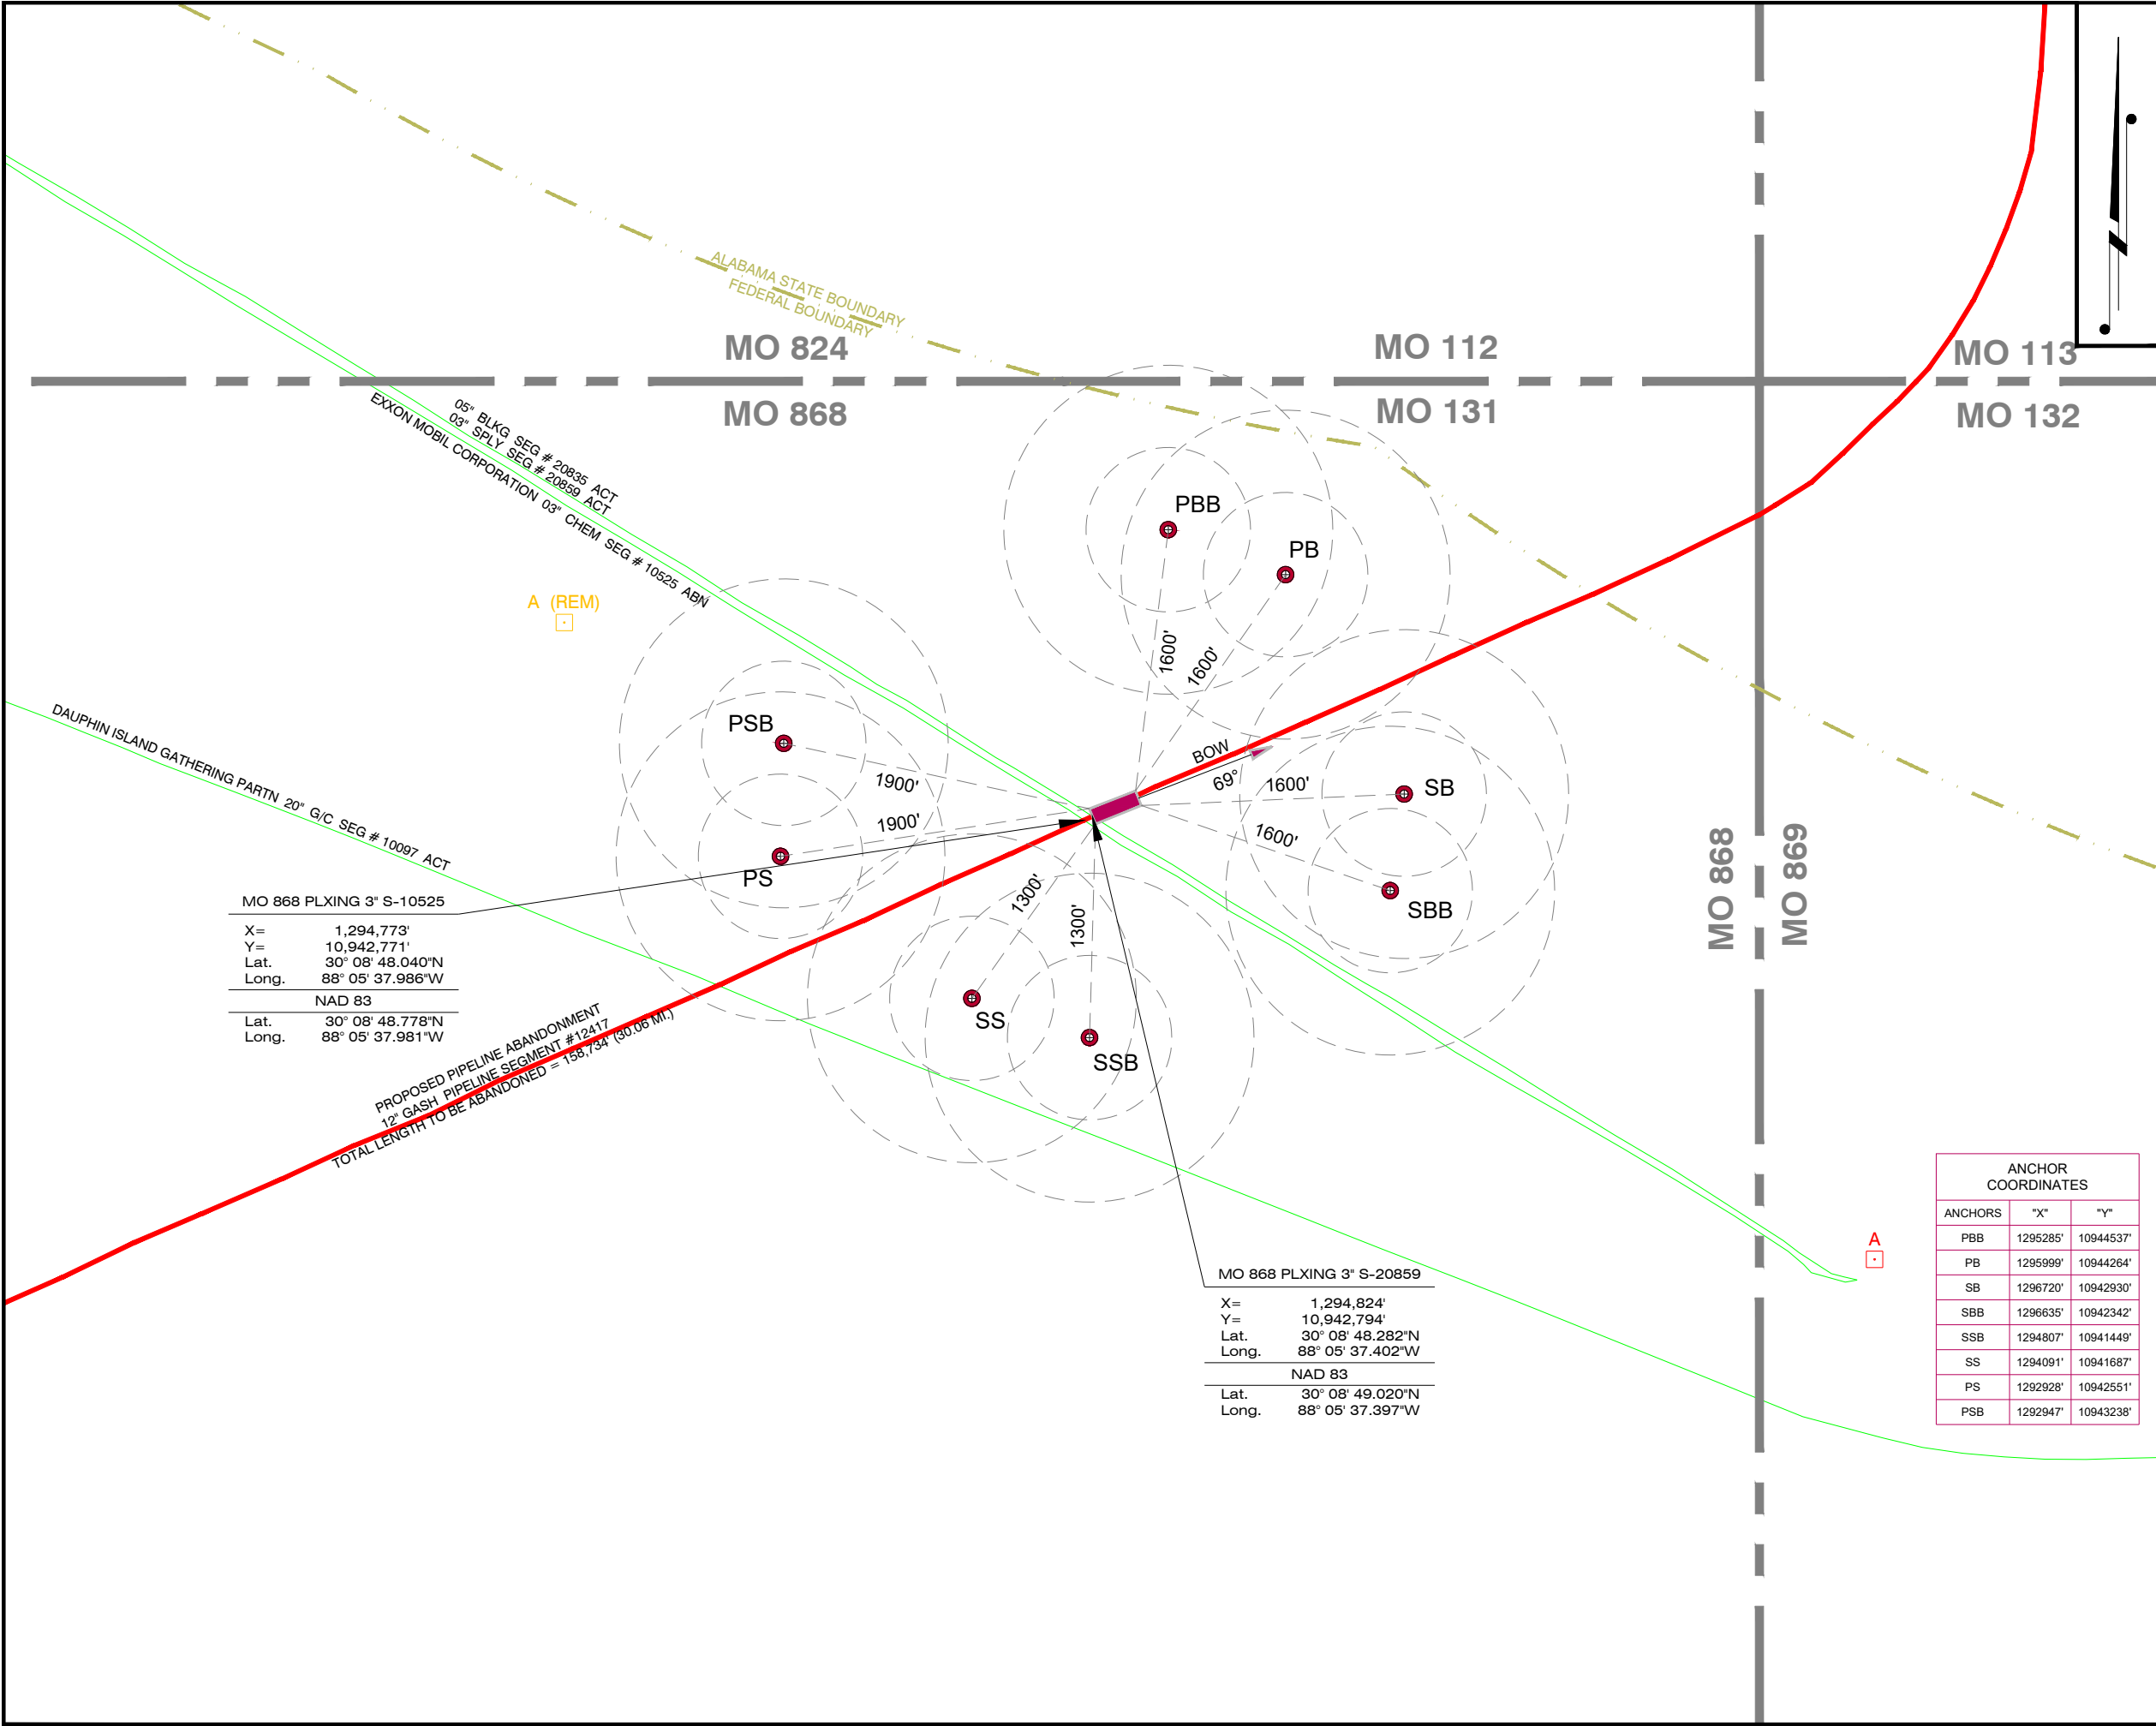 ALABAMA STATE BOUNDARY
FEDERAL BOUNDARY
MO 824
MO 112
MO 113
MO 868
MO 131
MO 132
05" BLKG SEG # 20835 ACT
03" SPLY SEG # 20859 ACT
EXXON MOBIL CORPORATION 03" CHEM SEG # 10525 ABN
PBB
PB
A (REM)
1600'
1600'
PSB
1900'
BOW
69°
1600'
SB
DAUPHIN ISLAND GATHERING PARTN 20" G/C SEG # 10097 ACT
1900'
PS
1600'
SBB
MO 868
MO 869
1300'
1300'
SS
SSB
MO 868 PLXING 3" S-10525
X= 1,294,773'
Y= 10,942,771'
Lat. 30° 08' 48.040"N
Long. 88° 05' 37.986"W
NAD 83
Lat. 30° 08' 48.778"N
Long. 88° 05' 37.981"W
PROPOSED PIPELINE ABANDONMENT
12" GASH PIPELINE SEGMENT #12417
TOTAL LENGTH TO BE ABANDONED = 158,734' (30.06 MI.)
MO 868 PLXING 3" S-20859
X= 1,294,824'
Y= 10,942,794'
Lat. 30° 08' 48.282"N
Long. 88° 05' 37.402"W
NAD 83
Lat. 30° 08' 49.020"N
Long. 88° 05' 37.397"W
A
ANCHOR
COORDINATES
ANCHORS "X" "Y"
PBB 1295285' 10944537'
PB 1295999' 10944264'
SB 1296720' 10942930'
SBB 1296635' 10942342'
SSB 1294807' 10941449'
SS 1294091' 10941687'
PS 1292928' 10942551'
PSB 1292947' 10943238'